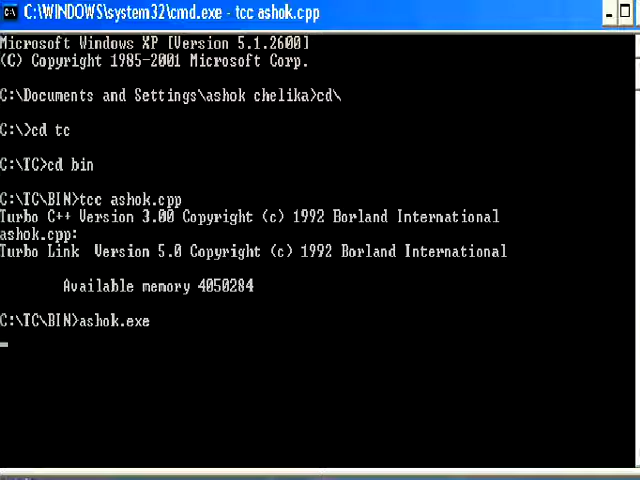 C:\WINDOWS\system32\cmd.exe - tcc ashok.cpp
Microsoft Windows XP [Version 5.1.2600]
(C) Copyright 1985-2001 Microsoft Corp.
C:\Documents and Settings\ashok chelika>cd\
C:\>cd tc
C:\TC>cd bin
C:\TC\BIN>tcc ashok.cpp
Turbo C++ Version 3.00 Copyright (c) 1992 Borland International
ashok.cpp:
Turbo Link  Version 5.0 Copyright (c) 1992 Borland International
Available memory 4050284
C:\TC\BIN>ashok.exe